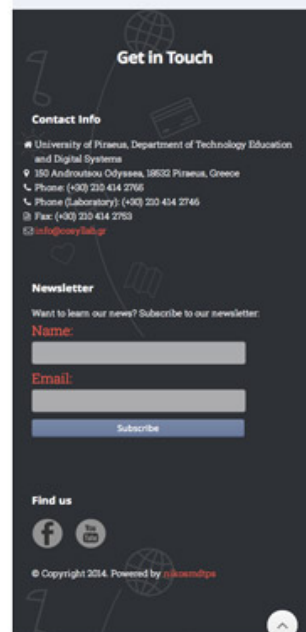 Get in Touch
Contact Info
University of Piraeus, Department of Technology Education
and Digital Systems
150 Androutsou Odyssea, 18532 Piraeus, Greece
Phone: (+30) 210 414 2766
Phone (Laboratory): (+30) 210 414 2746
Fax: (+30) 210 414 2753
info@cosyllab.gr
Newsletter
Want to learn our news? Subscribe to our newsletter:
Name:
Email:
Subscribe
Find us
You
Tube
© Copyright 2014. Powered by